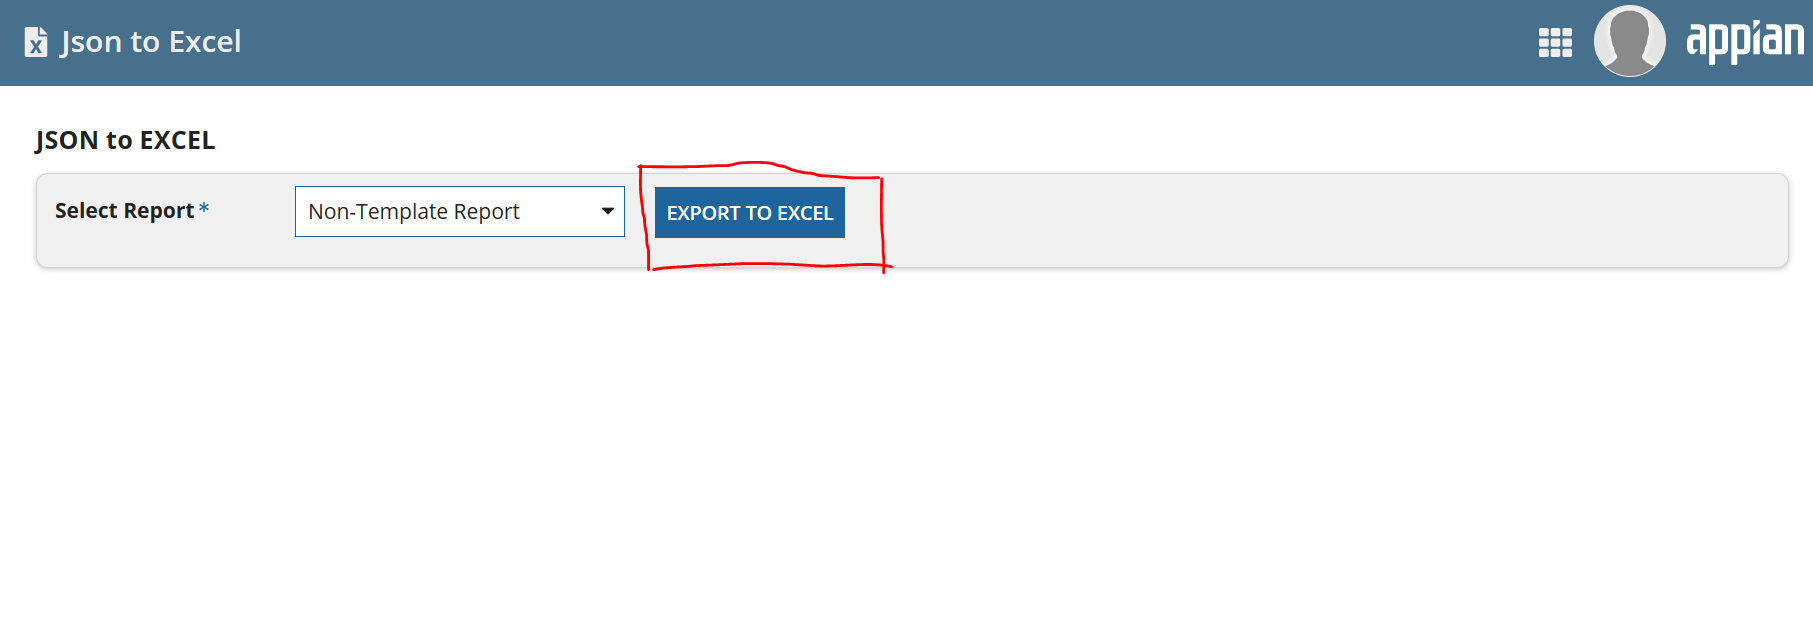 Json to Excel
appian
JSON to EXCEL
Select Report *
Non-Template Report
EXPORT TO EXCEL